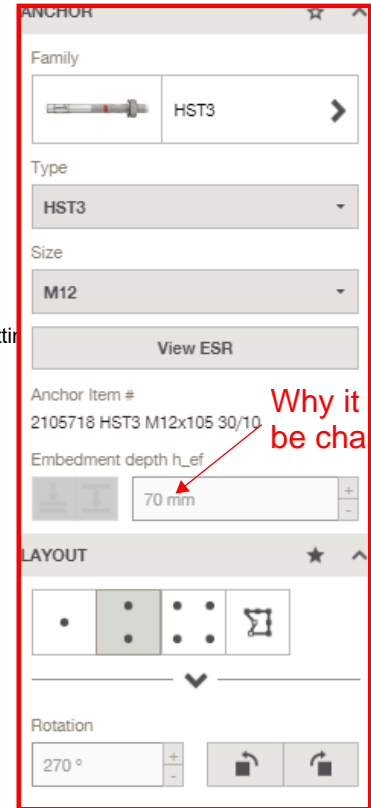 ANCHOR
Family
HST3
Type
HST3
Size
M12
View ESR
Anchor Item #
2105718 HST3 M12x105 30/10
Why it
be cha
Embedment depth h_ef
70 mm
+
-
LAYOUT
Rotation
270 °
+
-